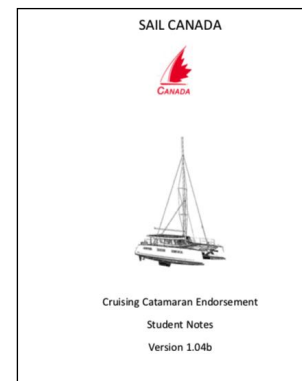 SAIL CANADA
CANADA
Cruising Catamaran Endorsement
Student Notes
Version 1.04b